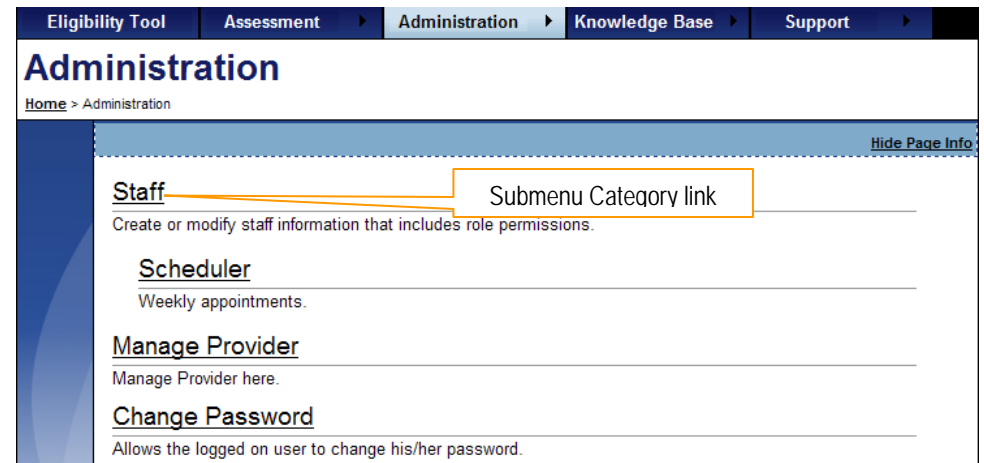 Eligibility Tool Assessment Administration Knowledge Base Support
Administration
Home > Administration
Hide Page Info
Staff
Submenu Category link
Create or modify staff information that includes role permissions.
Scheduler
Weekly appointments.
Manage Provider
Manage Provider here.
Change Password
Allows the logged on user to change his/her password.